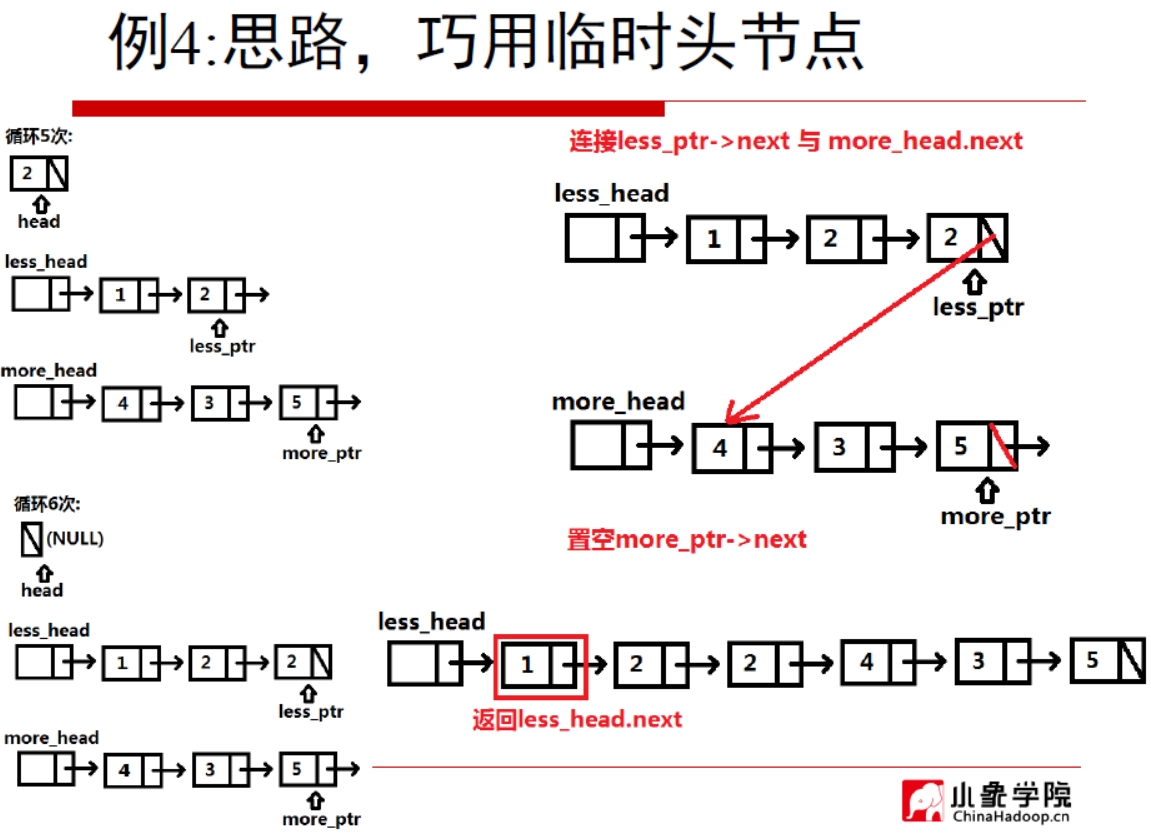 例4:思路，巧用临时头节点
循环5次:
2
head
less_head
1 2
less_ptr
more_head
4 3 5
more_ptr
循环6次:
(NULL)
head
less_head
1 2 2
less_ptr
more_head
4 3 5
more_ptr
连接less_ptr->next 与 more_head.next
less_head
1 2 2
less_ptr
more_head
4 3 5
more_ptr
置空more_ptr->next
less_head
1 2 2 4 3 5
返回less_head.next
小象学院
ChinaHadoop.cn